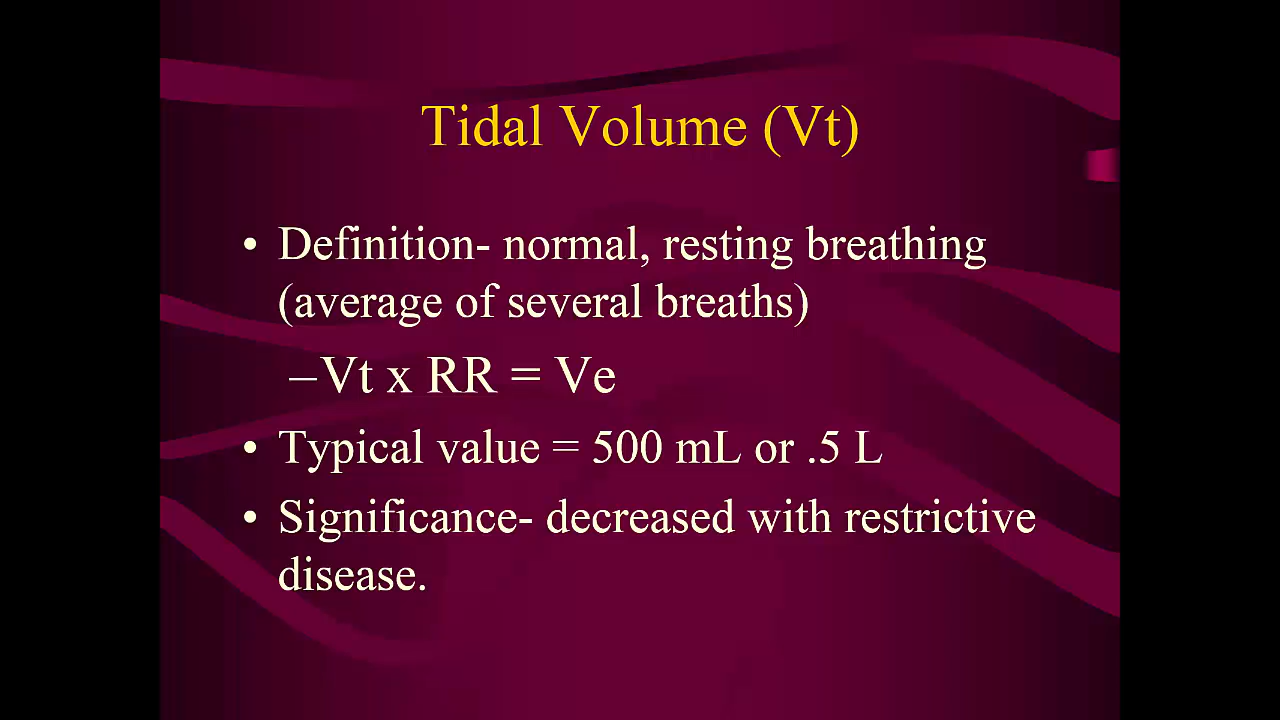 Tidal Volume (Vt)
• Definition- normal, resting breathing
(average of several breaths)
–Vt x RR = Ve
• Typical value = 500 mL or .5 L
• Significance- decreased with restrictive
disease.